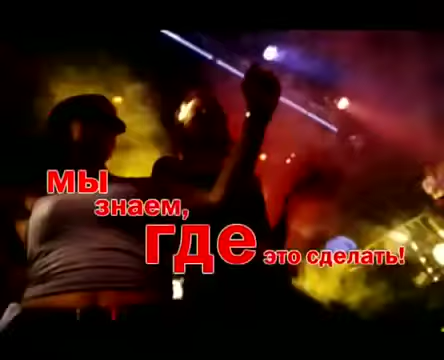 мы
знаем,
где
это сделать!